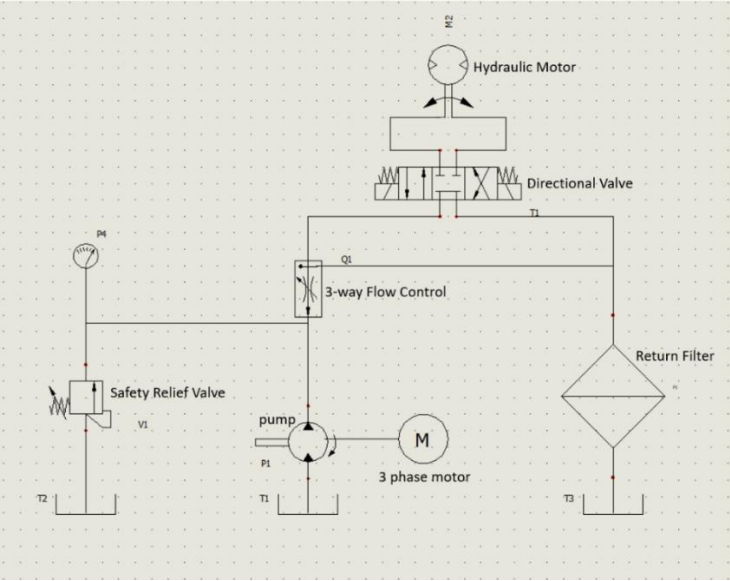 M2
Hydraulic Motor
Directional Valve
T1
P4
Q1
3-way Flow Control
Return Filter
Safety Relief Valve
V1
pump
M
P1
3 phase motor
T2
T1
T3